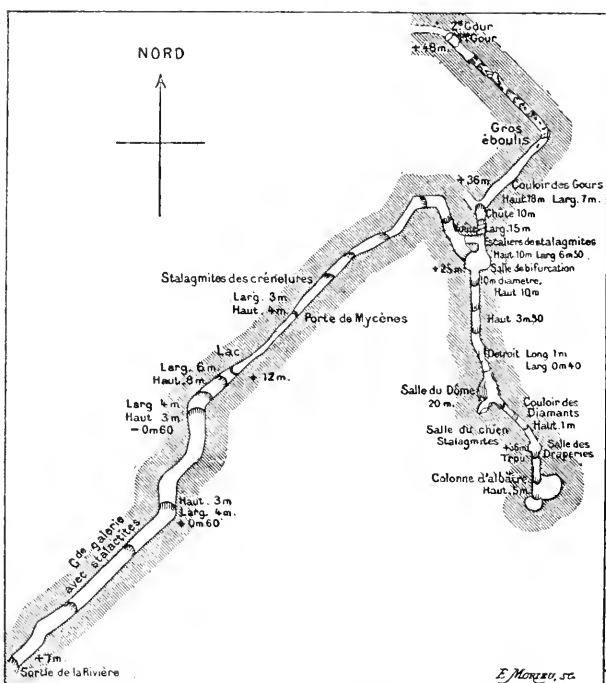 NORD
2e Gour
1er Gour
+48m.
Gros
éboulis
+36m.
Couloir des Gours
Haut. 18m Larg. 7m.
Chûte 10m
Larg. 15m
Escaliers de stalagmites
Haut 10m Larg 6m50
+25m
Salle de bifurcation
10m diamètre,
Haut 10m
Haut 3m50
Détroit Long 1m
Larg 0m40
Salle du Dôme
20m.
Couloir des
Diamants
Haut. 1m
Salle du chien
Stalagmites
Trou
Salle des
Draperies
Colonne d'albâtre
Haut. 5m.
Stalagmites des crénelures
Larg. 3m
Haut. 4m.
Porte de Mycènes
Lac
+12m.
Larg. 6m.
Haut. 8m
Larg 4m
Haut 3m
-0m60
Haut. 3m
Larg. 4m.
+0m60
Gde galerie
avec stalactites
+7m.
Sortie de la Rivière
E. MORIEU, SC.